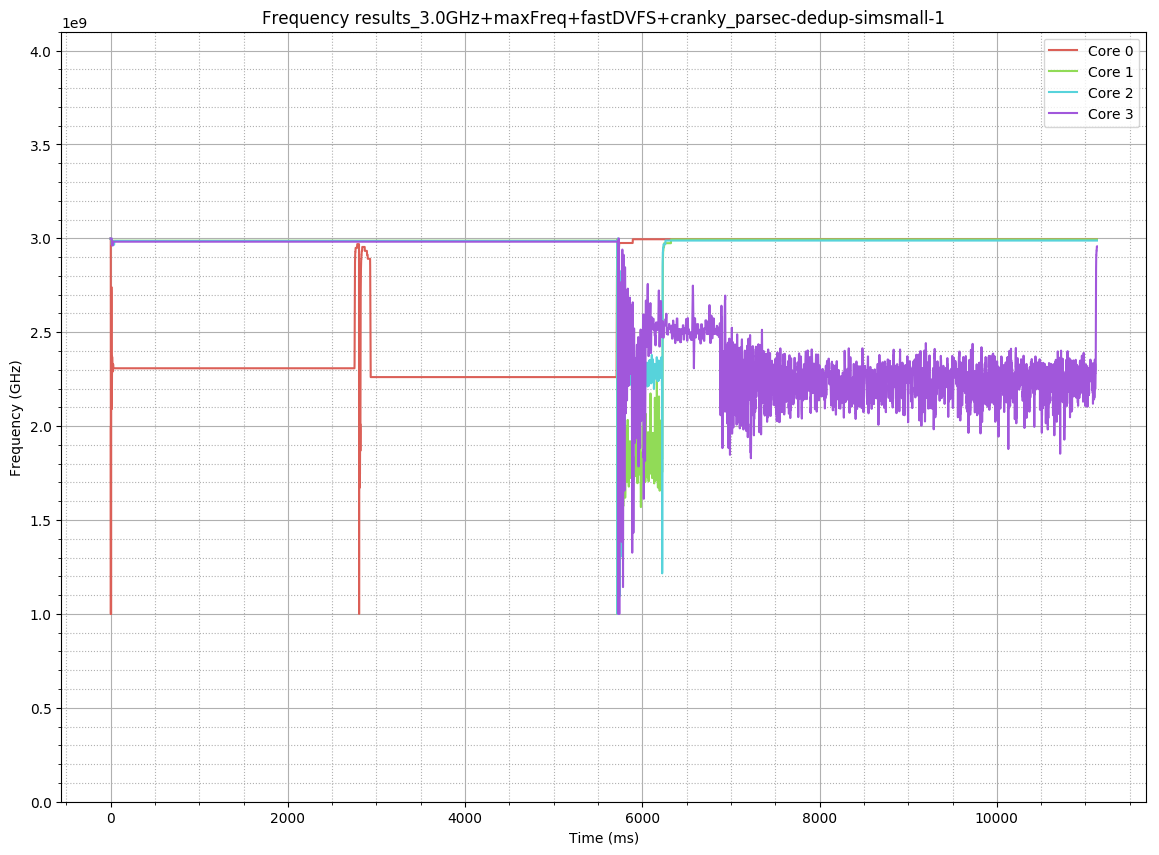 Frequency results_3.0GHz+maxFreq+fastDVFS+cranky_parsec-dedup-simsmall-1
1e9
Core 0
Core 1
Core 2
Core 3
4.0
3.5
3.0
2.5
2.0
1.5
1.0
0.5
0.0
Frequency (GHz)
0 2000 4000 6000 8000 10000
Time (ms)